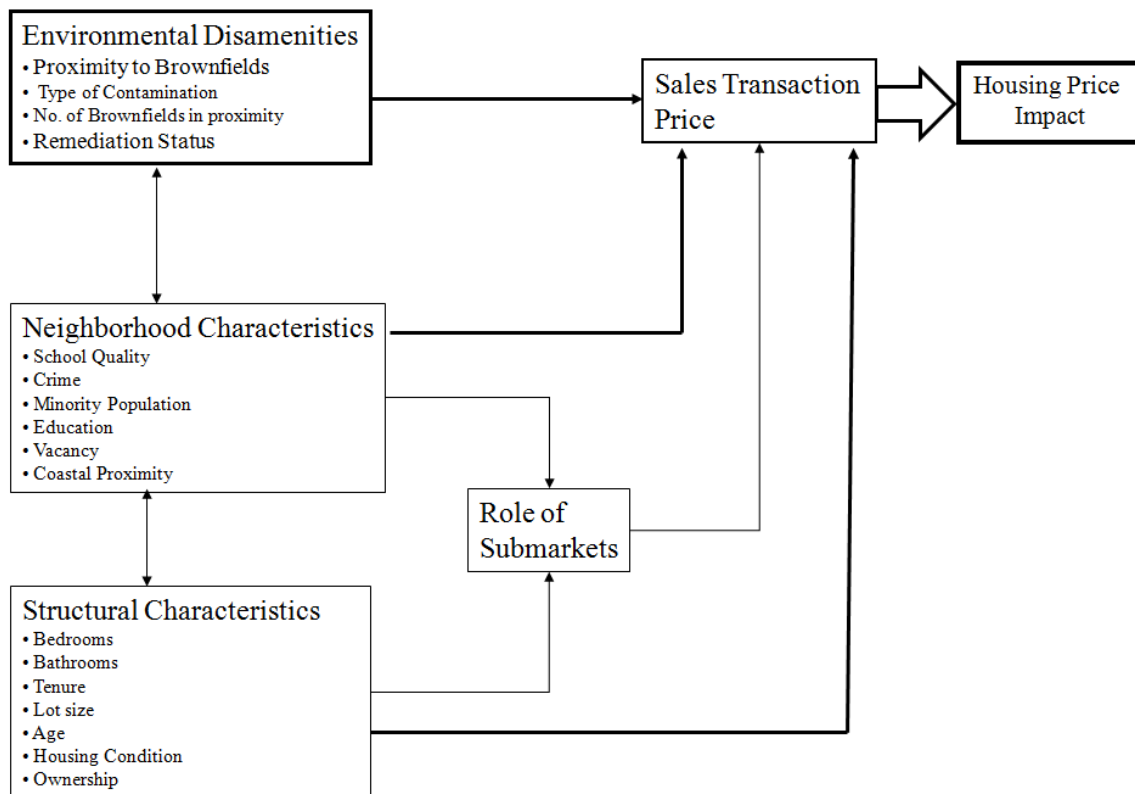 Environmental Disamenities
• Proximity to Brownfields
• Type of Contamination
• No. of Brownfields in proximity
• Remediation Status
Sales Transaction
Price
Housing Price
Impact
Neighborhood Characteristics
• School Quality
• Crime
• Minority Population
• Education
• Vacancy
• Coastal Proximity
Role of
Submarkets
Structural Characteristics
• Bedrooms
• Bathrooms
• Tenure
• Lot size
• Age
• Housing Condition
• Ownership